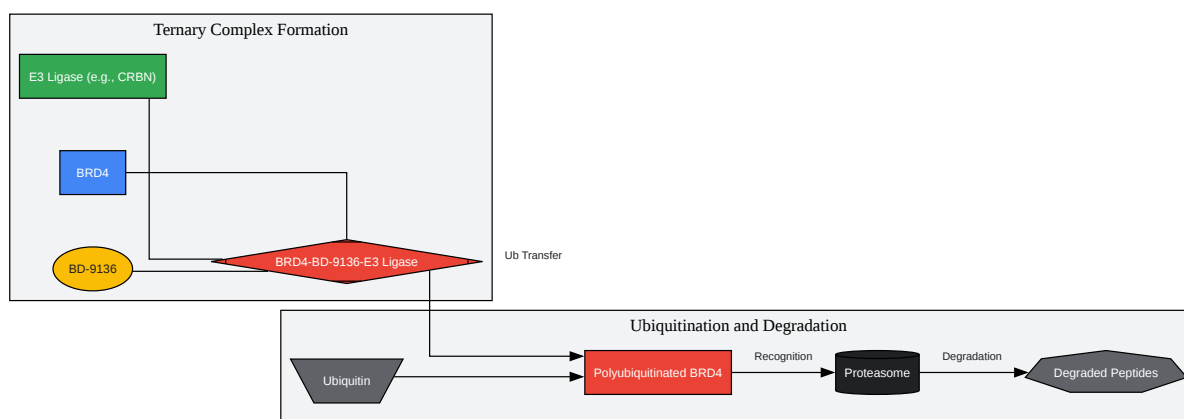 Ternary Complex Formation
E3 Ligase (e.g., CRBN)
BRD4
BD-9136
BRD4-BD-9136-E3 Ligase
Ub Transfer
Ubiquitination and Degradation
Ubiquitin
Polyubiquitinated BRD4
Recognition
Proteasome
Degradation
Degraded Peptides